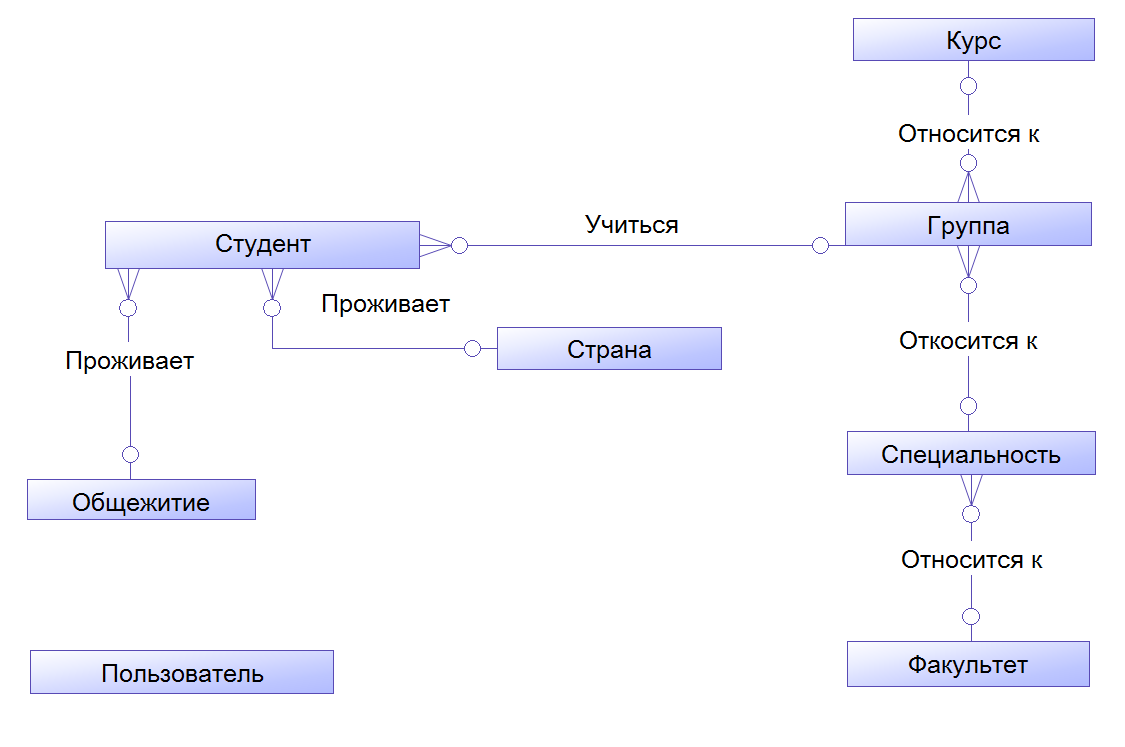 Курс
Относится к
Учиться
Группа
Студент
Проживает
Откосится к
Страна
Проживает
Специальность
Общежитие
Относится к
Факультет
Пользователь